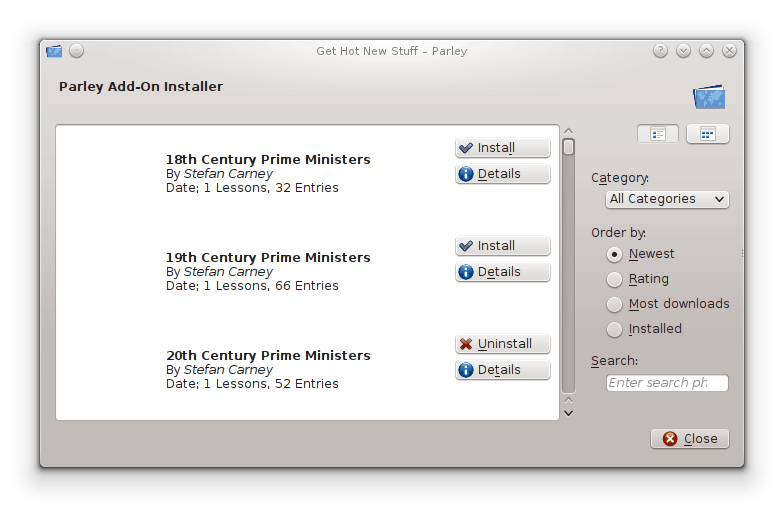 Get Hot New Stuff – Parley
Parley Add-On Installer
18th Century Prime Ministers
By Stefan Carney
Date; 1 Lessons, 32 Entries
Install
Details
19th Century Prime Ministers
By Stefan Carney
Date; 1 Lessons, 66 Entries
Install
Details
20th Century Prime Ministers
By Stefan Carney
Date; 1 Lessons, 52 Entries
Uninstall
Details
Category:
All Categories
Order by:
Newest
Rating
Most downloads
Installed
Search:
Enter search ph
Close